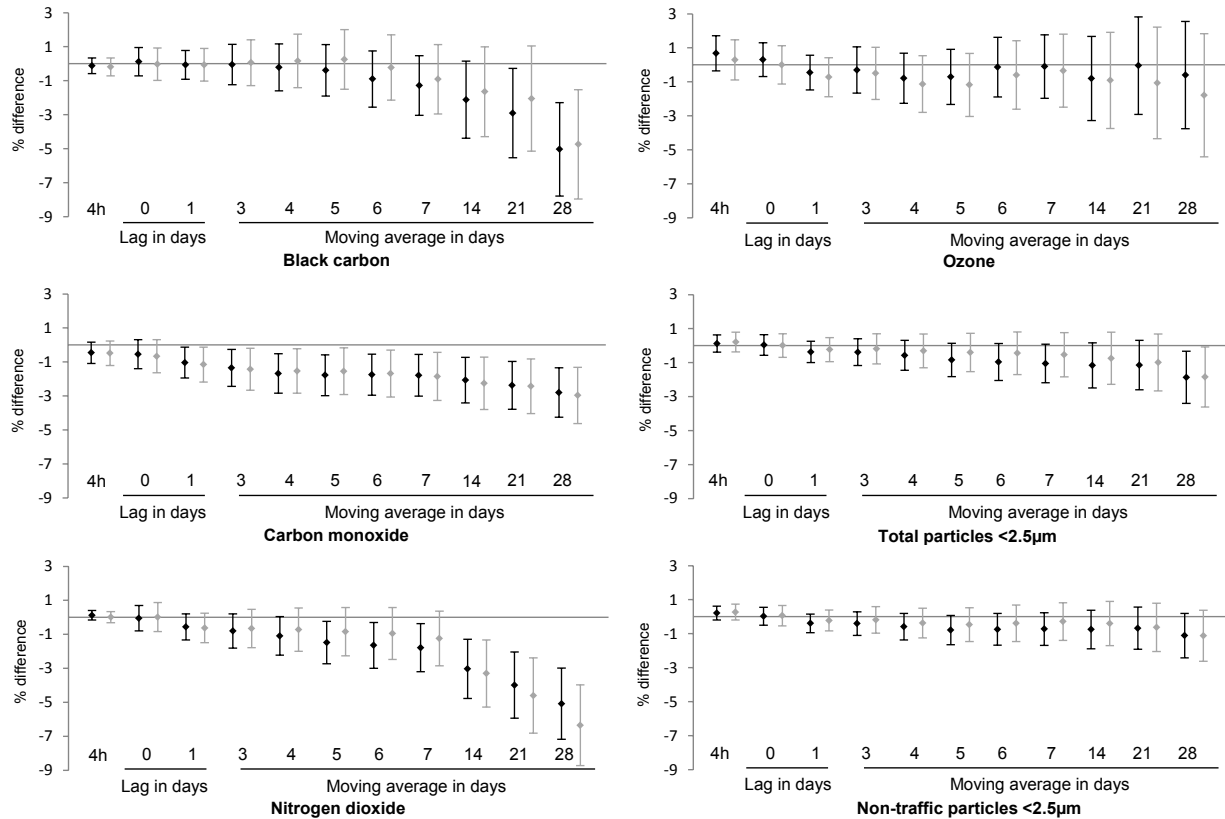 3
1
-1
-3
-5
-7
-9
% difference
4h 0 1 3 4 5 6 7 14 21 28
Lag in days Moving average in days
Black carbon
3
1
-1
-3
-5
-7
-9
% difference
4h 0 1 3 4 5 6 7 14 21 28
Lag in days Moving average in days
Ozone
3
1
-1
-3
-5
-7
-9
% difference
4h 0 1 3 4 5 6 7 14 21 28
Lag in days Moving average in days
Carbon monoxide
3
1
-1
-3
-5
-7
-9
% difference
4h 0 1 3 4 5 6 7 14 21 28
Lag in days Moving average in days
Total particles <2.5µm
3
1
-1
-3
-5
-7
-9
% difference
4h 0 1 3 4 5 6 7 14 21 28
Lag in days Moving average in days
Nitrogen dioxide
3
1
-1
-3
-5
-7
-9
% difference
4h 0 1 3 4 5 6 7 14 21 28
Lag in days Moving average in days
Non-traffic particles <2.5µm